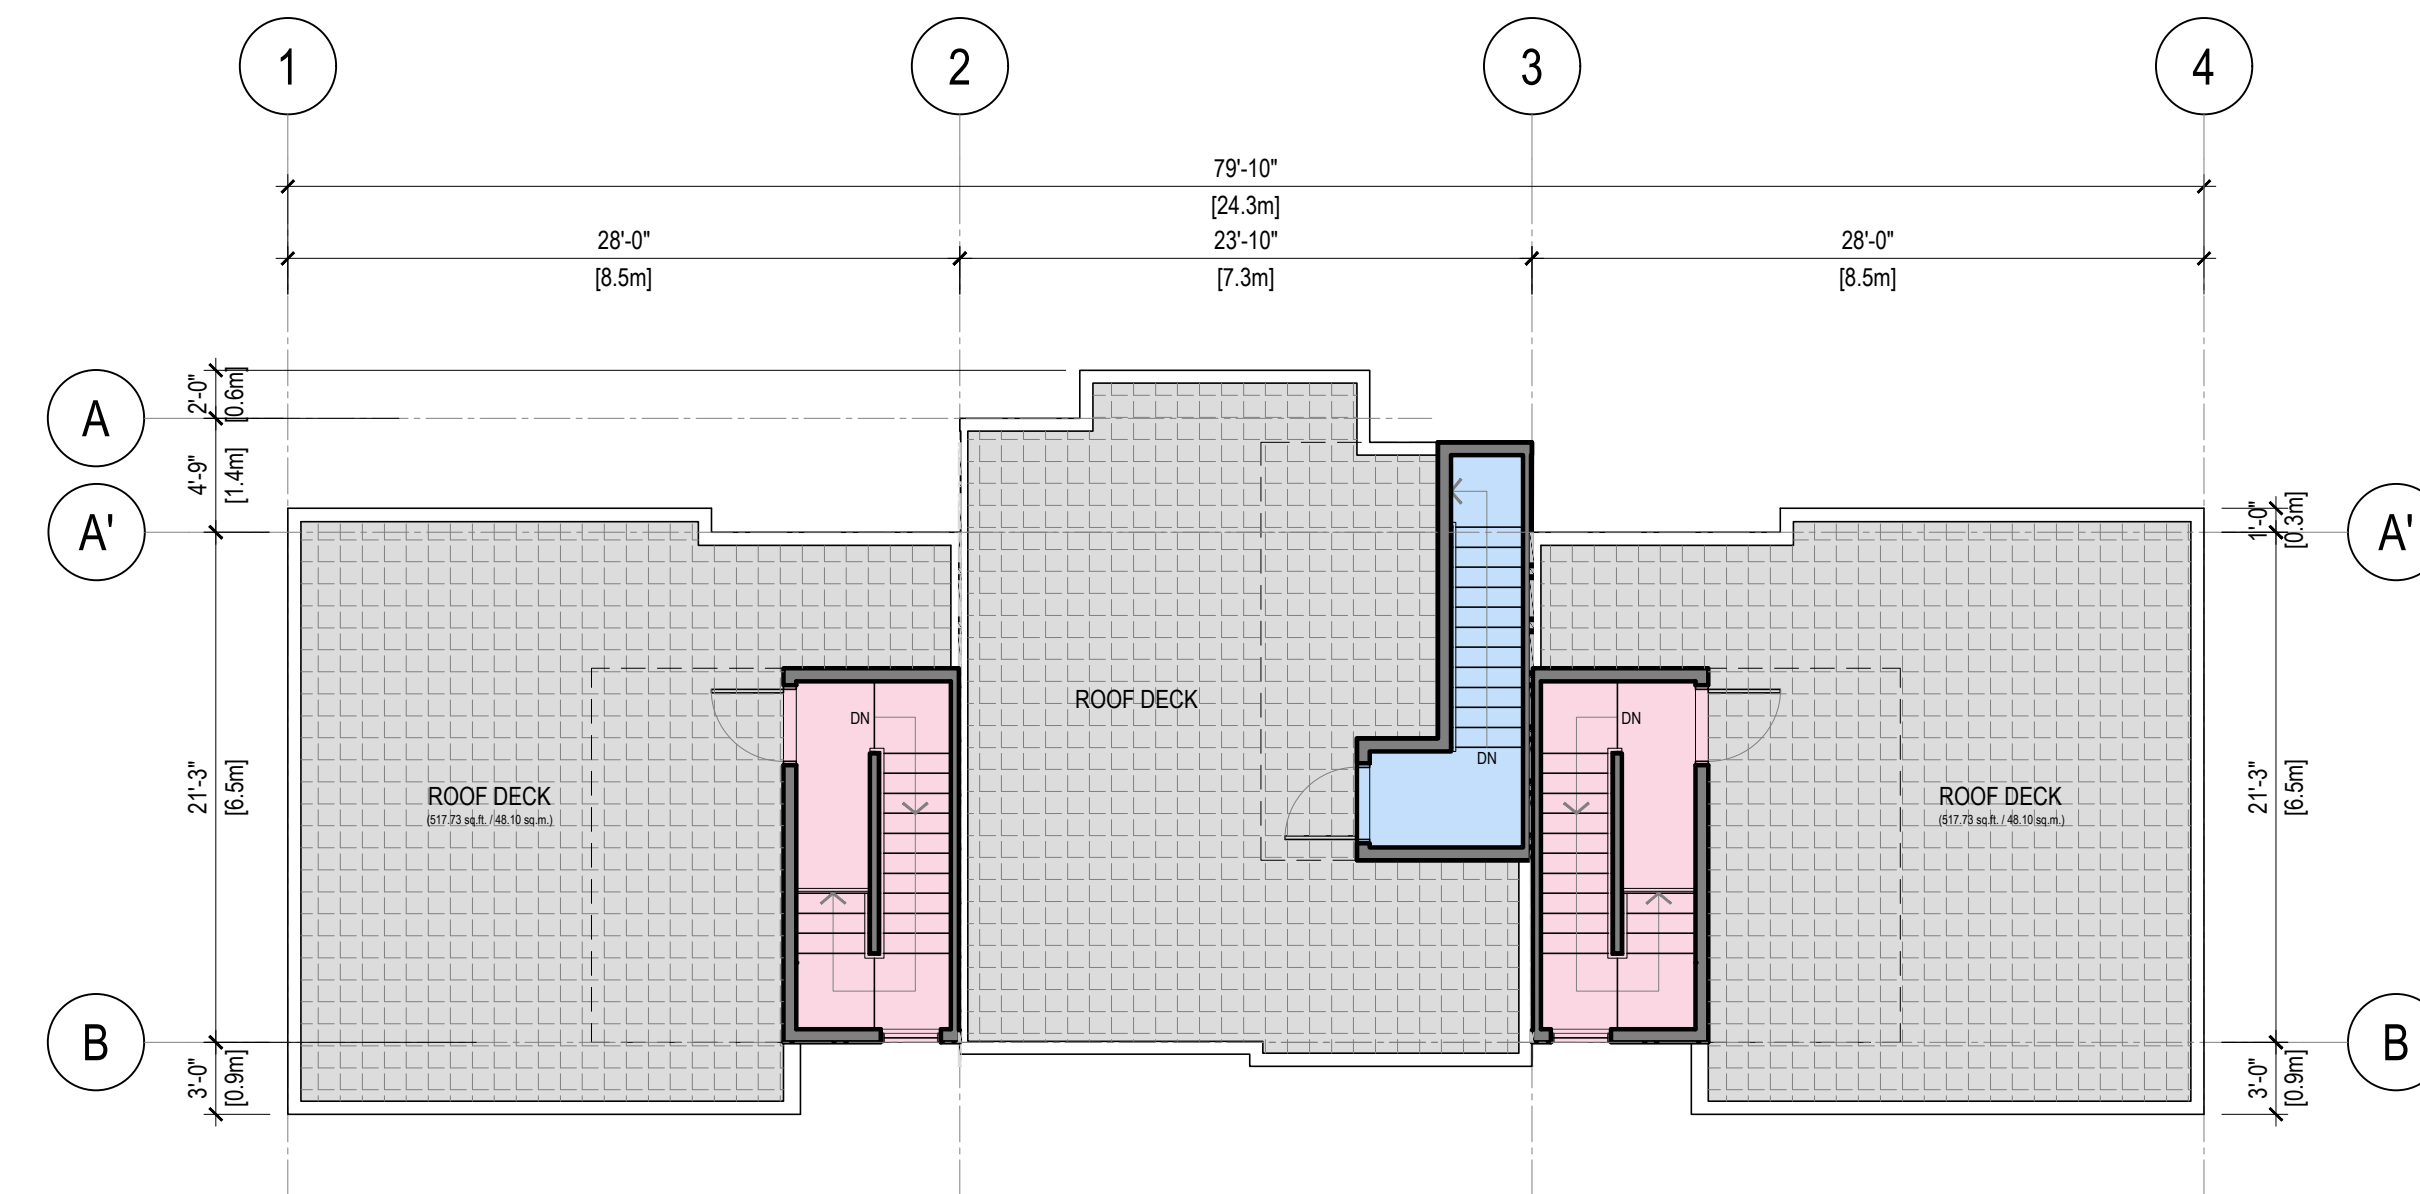 1
2
3
4
79'-10"
[24.3m]
28'-0"
23'-10"
28'-0"
[8.5m]
[7.3m]
[8.5m]
A
2'-0"
[0.6m]
4'-9"
[1.4m]
A'
1'-0"
[0.3m]
A'
ROOF DECK
DN
DN
DN
21'-3"
[6.5m]
ROOF DECK
(517.73 sq.ft. / 48.10 sq.m.)
ROOF DECK
(517.73 sq.ft. / 48.10 sq.m.)
21'-3"
[6.5m]
B
B
3'-0"
[0.9m]
3'-0"
[0.9m]